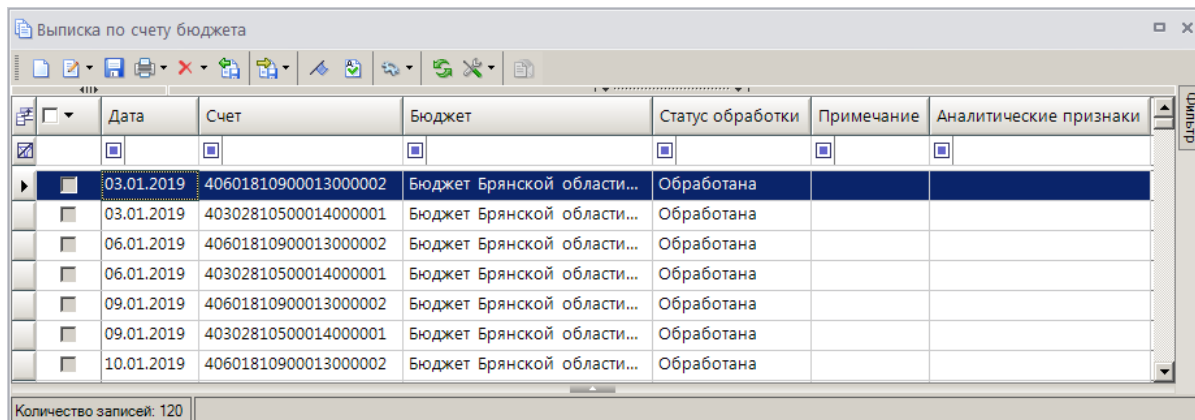 Выписка по счету бюджета
Дата Счет Бюджет Статус обработки Примечание Аналитические признаки
Фильтр
03.01.2019 40601810900013000002 Бюджет Брянской области... Обработана
03.01.2019 40302810500014000001 Бюджет Брянской области... Обработана
06.01.2019 40601810900013000002 Бюджет Брянской области... Обработана
06.01.2019 40302810500014000001 Бюджет Брянской области... Обработана
09.01.2019 40601810900013000002 Бюджет Брянской области... Обработана
09.01.2019 40302810500014000001 Бюджет Брянской области... Обработана
10.01.2019 40601810900013000002 Бюджет Брянской области... Обработана
Количество записей: 120